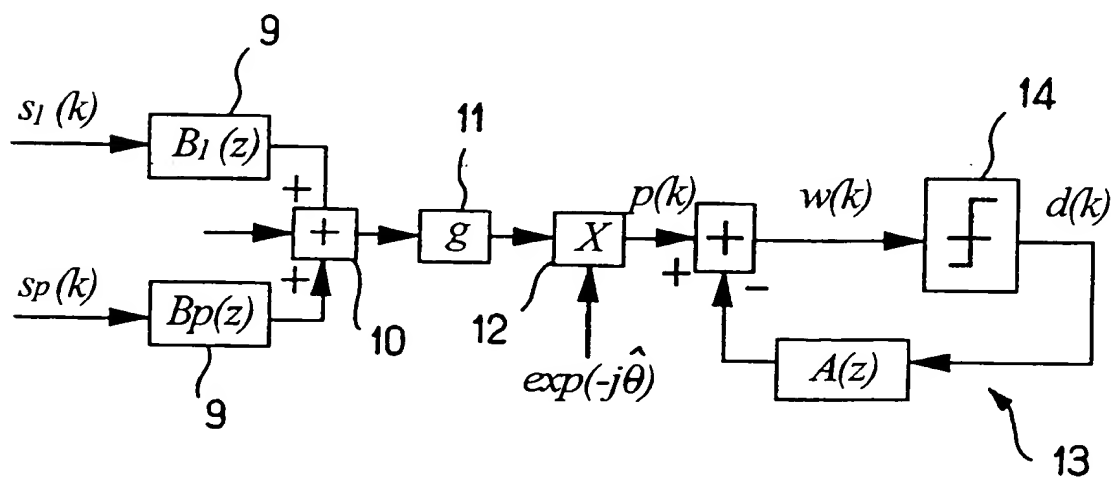 9
s1(k)
B1(z)
+
+
sp(k)
+
Bp(z)
9
10
11
g
12
X
exp(-jθ̂)
p(k)
+
+
-
w(k)
14
d(k)
A(z)
13